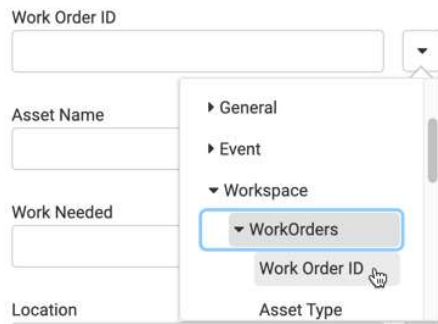 Work Order ID
Asset Name
General
Event
Workspace
Work Needed
WorkOrders
Work Order ID
Location
Asset Type